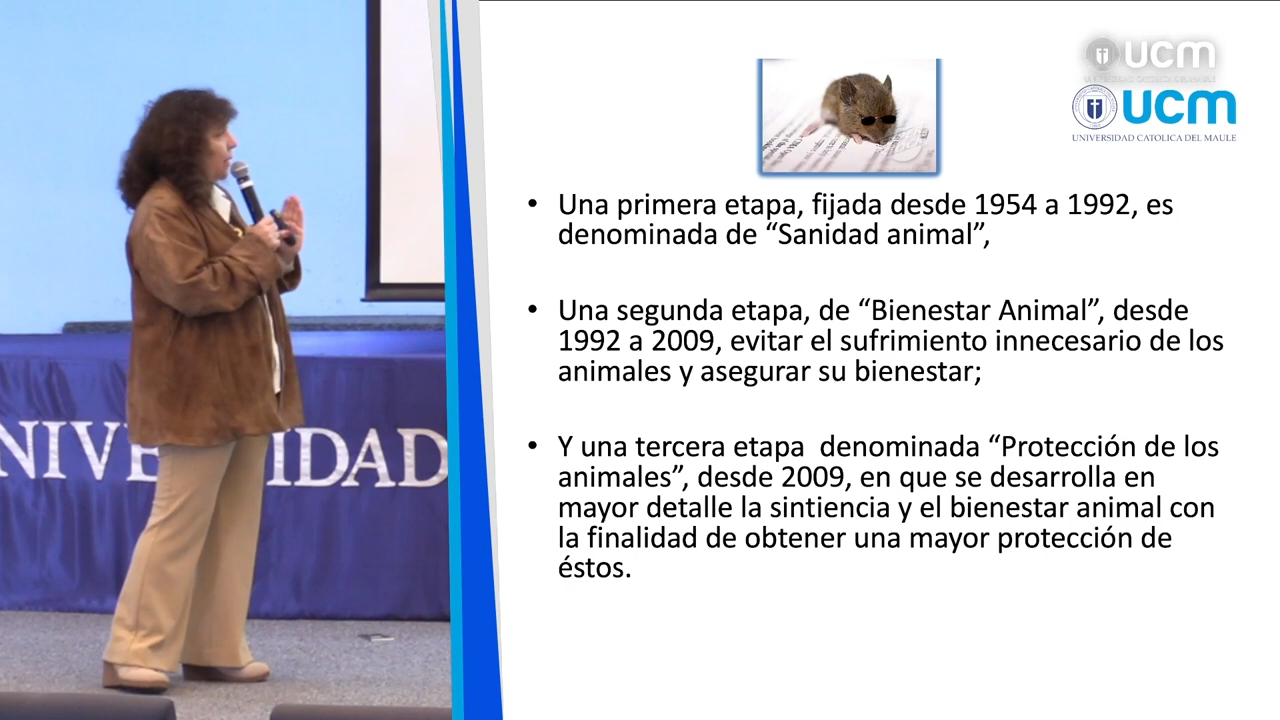 ucm
ucm
UNIVERSIDAD CATOLICA DEL MAULE
• Una primera etapa, fijada desde 1954 a 1992, es
denominada de “Sanidad animal”,
• Una segunda etapa, de “Bienestar Animal”, desde
1992 a 2009, evitar el sufrimiento innecesario de los
animales y asegurar su bienestar;
• Y una tercera etapa  denominada “Protección de los
animales”, desde 2009, en que se desarrolla en
mayor detalle la sintiencia y el bienestar animal con
la finalidad de obtener una mayor protección de
éstos.
NIVE IDAD